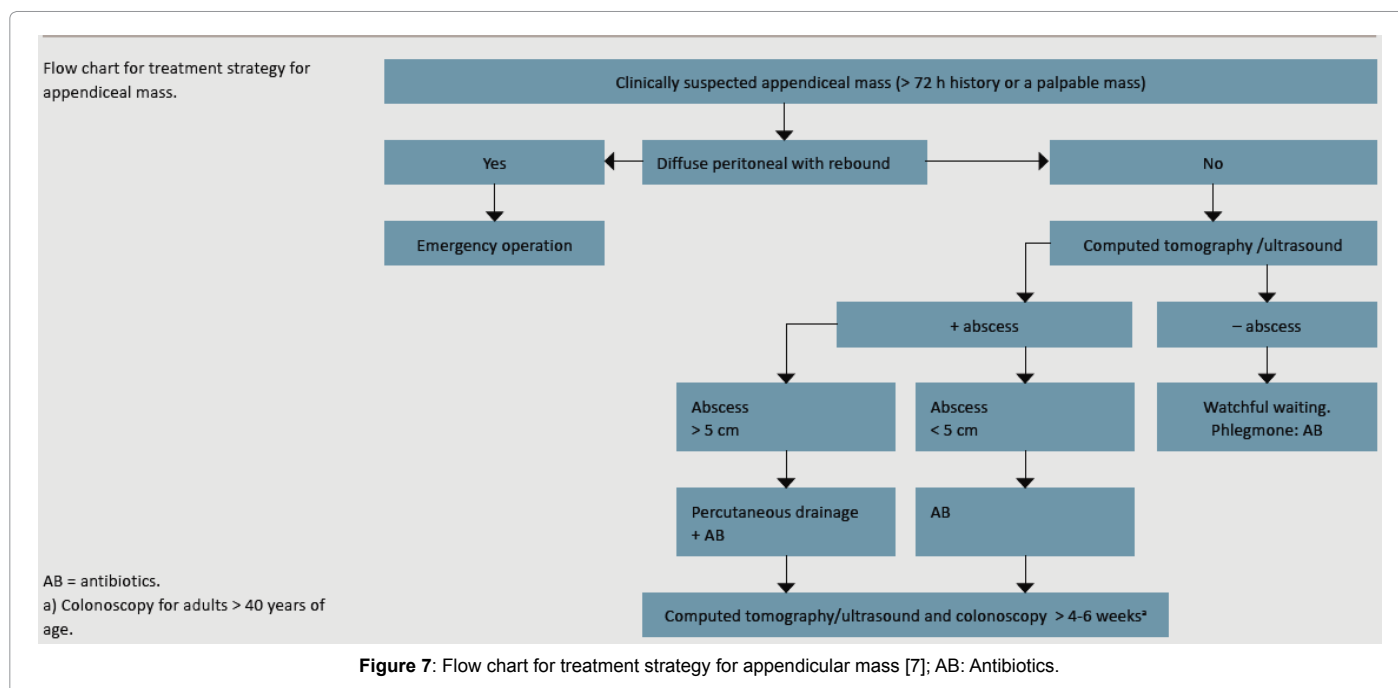 Flow chart for treatment strategy for
appendiceal mass.
Clinically suspected appendiceal mass (> 72 h history or a palpable mass)
Yes
Diffuse peritoneal with rebound
No
Emergency operation
Computed tomography /ultrasound
+ abscess
– abscess
Abscess
> 5 cm
Abscess
< 5 cm
Watchful waiting.
Phlegmone: AB
Percutaneous drainage
+ AB
AB
AB = antibiotics.
a) Colonoscopy for adults > 40 years of
age.
Computed tomography/ultrasound and colonoscopy > 4-6 weeksᵃ
Figure 7: Flow chart for treatment strategy for appendicular mass [7]; AB: Antibiotics.